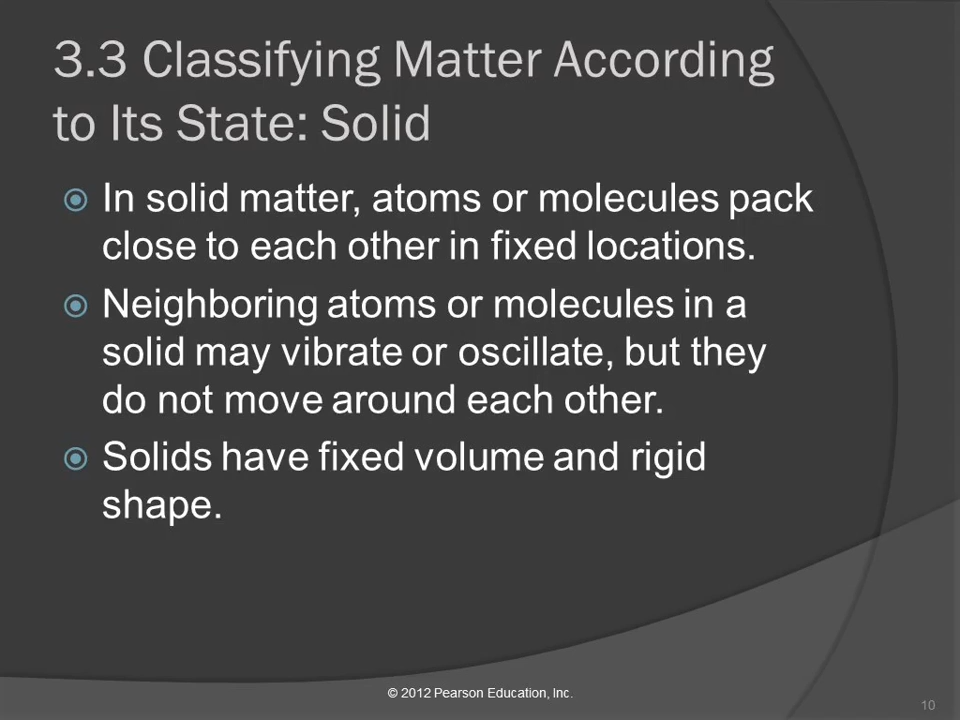 3.3 Classifying Matter According
to Its State: Solid
In solid matter, atoms or molecules pack
close to each other in fixed locations.
Neighboring atoms or molecules in a
solid may vibrate or oscillate, but they
do not move around each other.
Solids have fixed volume and rigid
shape.
© 2012 Pearson Education, Inc.
10